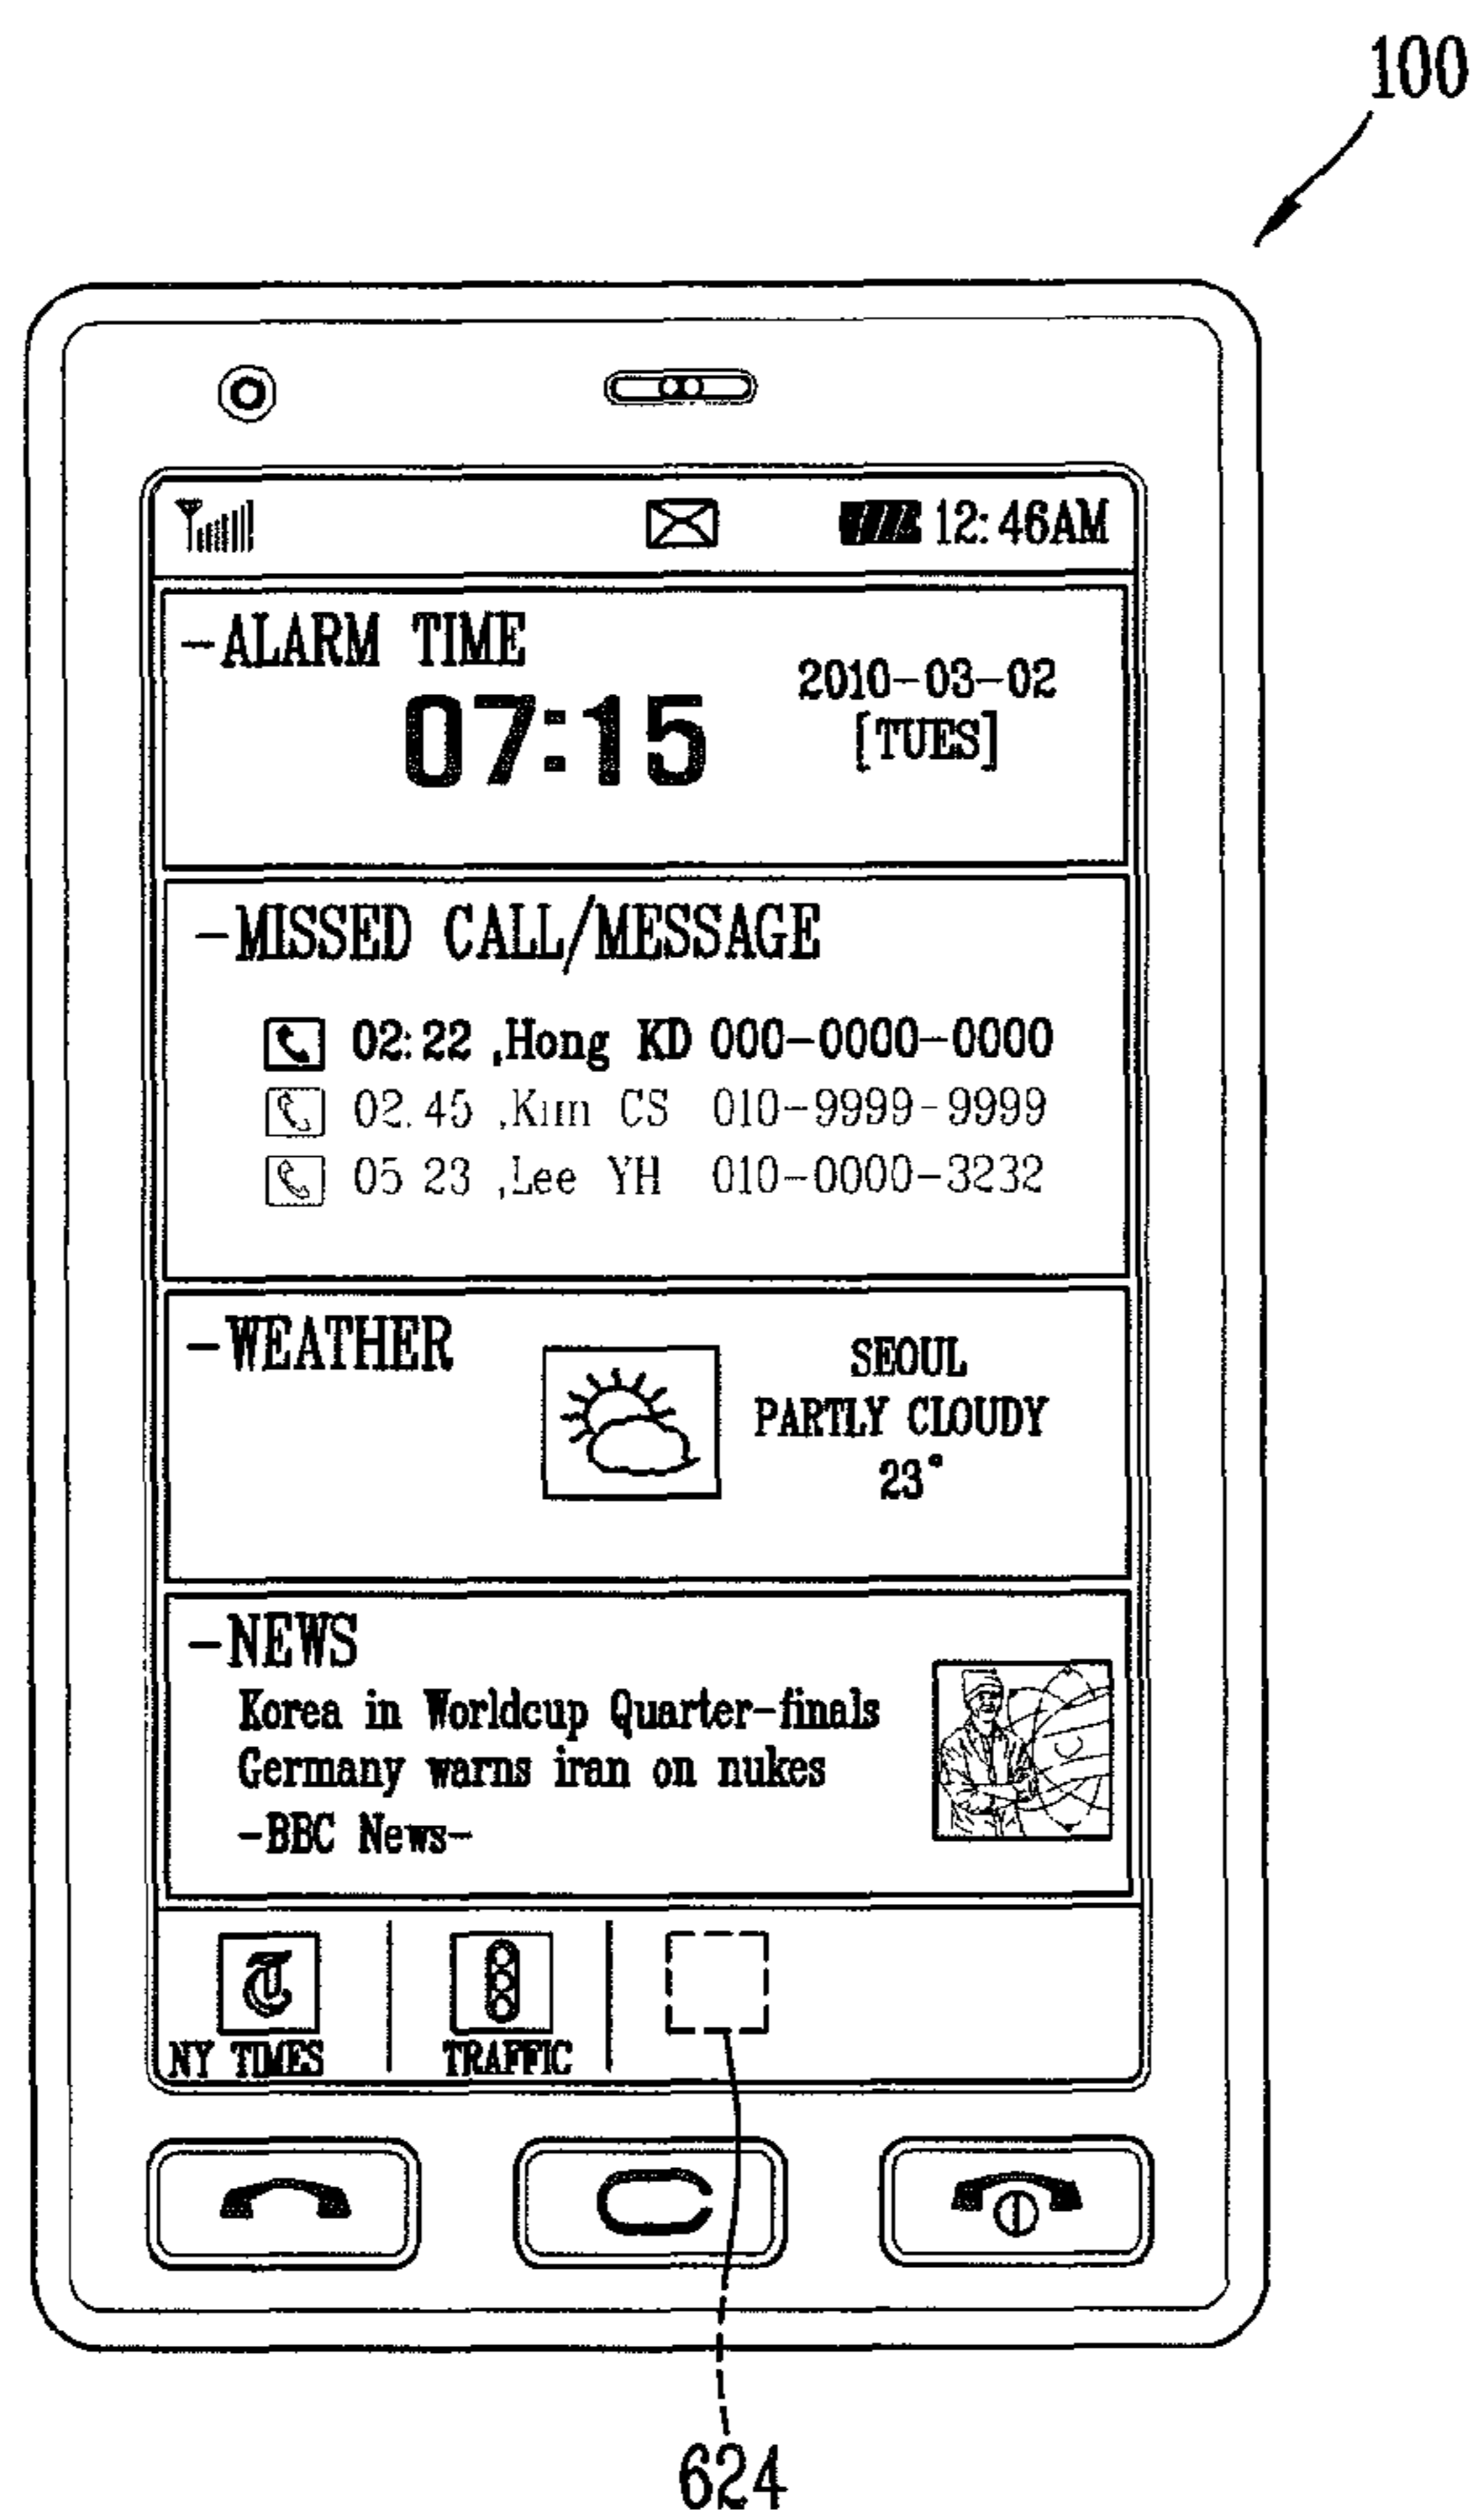 100
12:46AM
-ALARM TIME
07:15
2010-03-02
[TUES]
-MISSED CALL/MESSAGE
02:22 ,Hong KD 000-0000-0000
02.45 ,Kim CS 010-9999-9999
05 23 ,Lee YH 010-0000-3232
-WEATHER
SEOUL
PARTLY CLOUDY
23°
-NEWS
Korea in Worldcup Quarter-finals
Germany warns iran on nukes
-BBC News-
NY TIMES
TRAFFIC
624